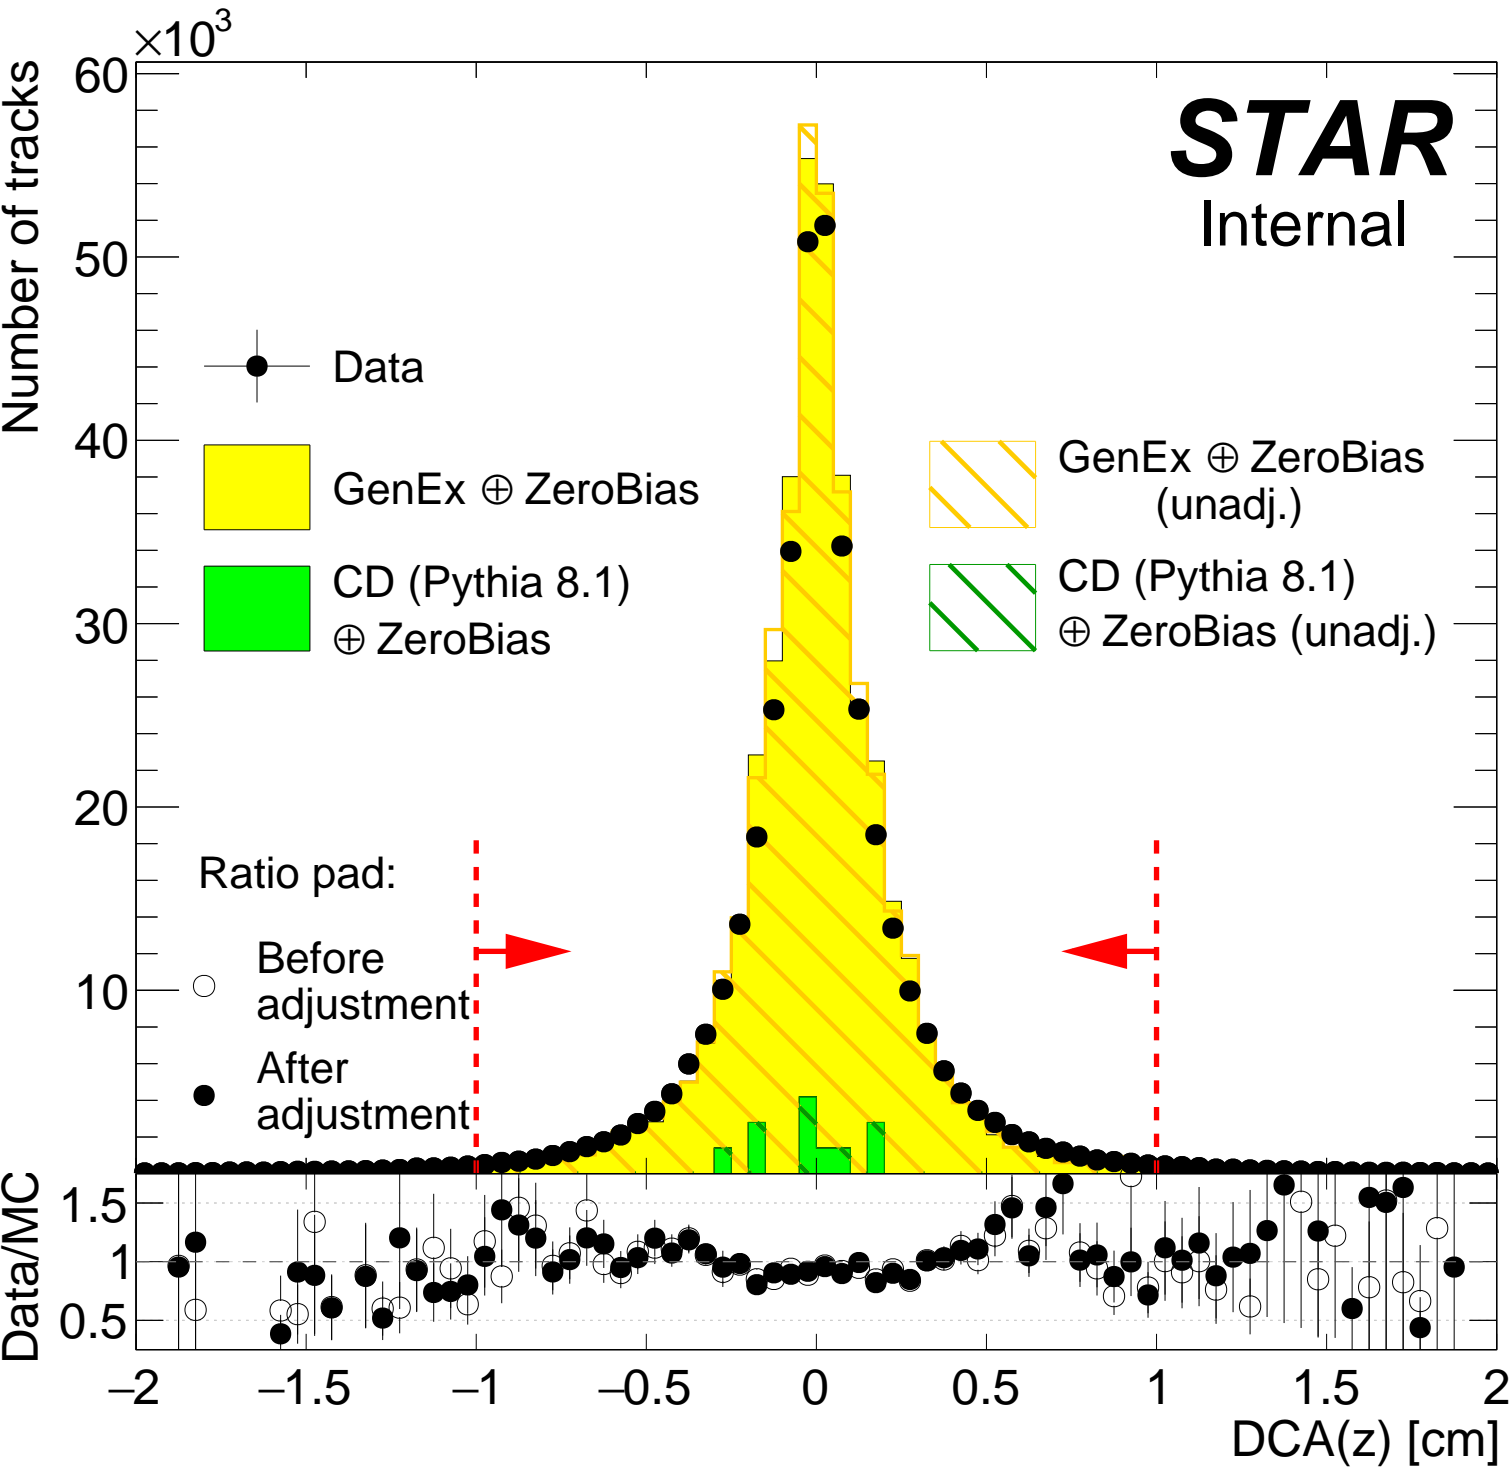 ×10³
Number of tracks
60
50
40
30
20
10
STAR
Internal
Data
GenEx ⊕ ZeroBias
CD (Pythia 8.1)
⊕ ZeroBias
GenEx ⊕ ZeroBias
(unadj.)
CD (Pythia 8.1)
⊕ ZeroBias (unadj.)
Ratio pad:
Before
adjustment
After
adjustment
Data/MC
1.5
1
0.5
−2
−1.5
−1
−0.5
0
0.5
1
1.5
2
DCA(z) [cm]